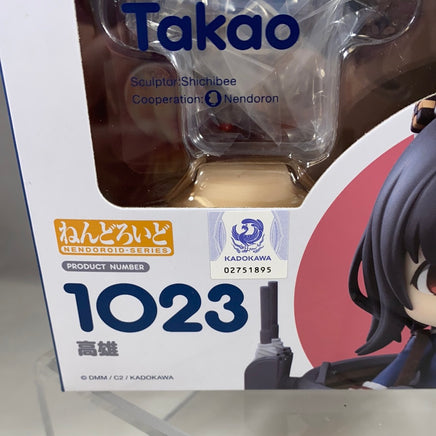 Takao
Sculptor:Shichibee
Cooperation: Nendoron
ねんどろいど
NENDOROID·SERIES
PRODUCT NUMBER
KADOKAWA
02751895
1023
高雄
© DMM / C2 / KADOKAWA